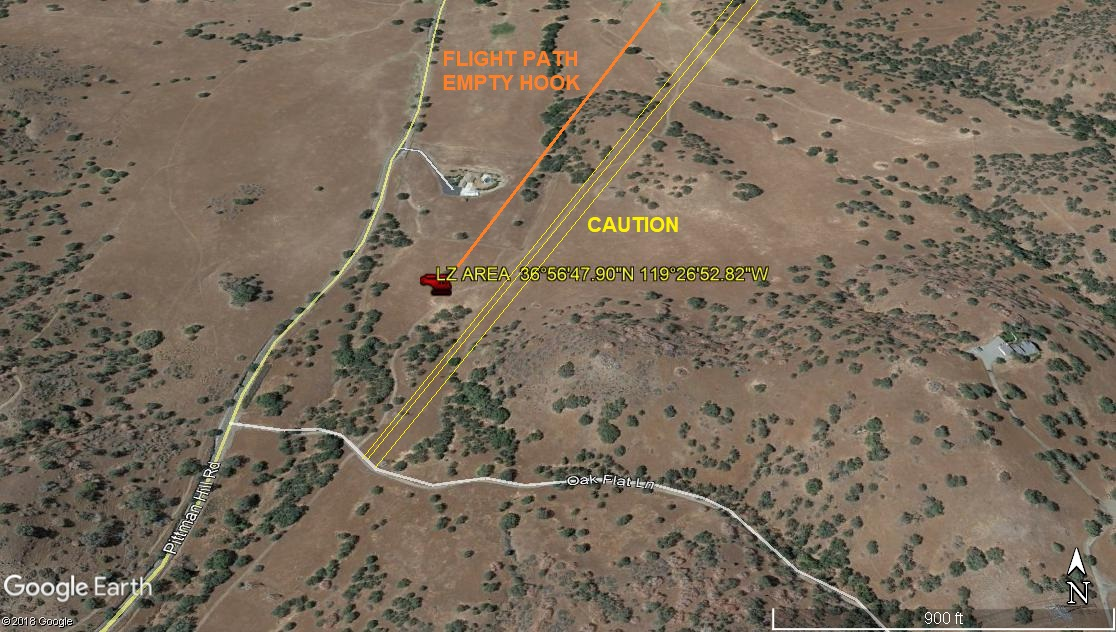 FLIGHT PATH
EMPTY HOOK
CAUTION
LZ AREA 36°56'47.90"N 119°26'52.82"W
Oak Flat Ln
Pittman Hill Rd
Google Earth
©2018 Google
N
900 ft